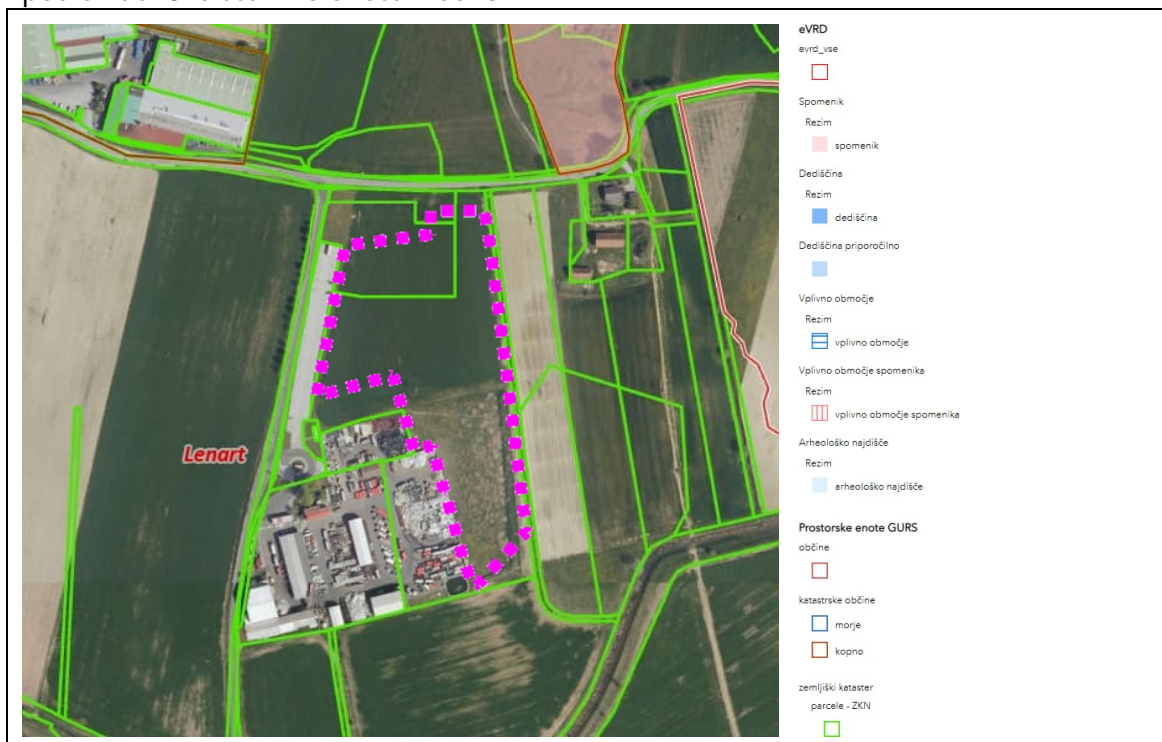 Lenart
eVRD
evrd_vse
Spomenik
Rezim
spomenik
Dediščina
Rezim
dediščina
Dediščina priporočilno
Vplivno območje
Rezim
vplivno območje
Vplivno območje spomenika
Rezim
vplivno območje spomenika
Arheološko najdišče
Rezim
arheološko najdišče
Prostorske enote GURS
občine
katastrske občine
morje
kopno
zemljiški kataster
parcele - ZKN